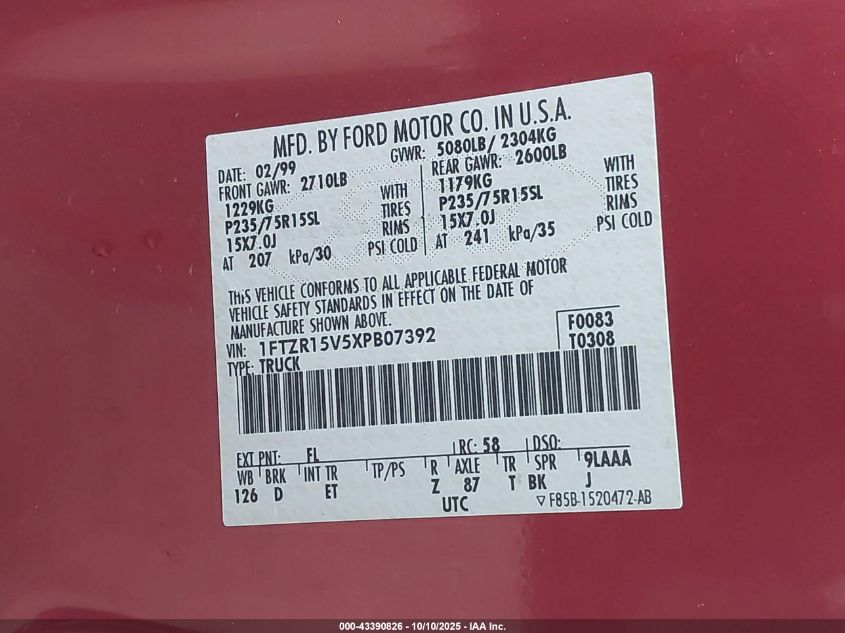 MFD. BY FORD MOTOR CO. IN U.S.A.
DATE: 02/99 GVWR: 5080LB/ 2304KG
FRONT GAWR: 2710LB REAR GAWR: 2600LB
1229KG WITH 1179KG WITH
P235/75R15SL TIRES P235/75R15SL TIRES
15X7.0J RIMS 15X7.0J RIMS
AT 207 kPa/30 PSI COLD AT 241 kPa/35 PSI COLD
THIS VEHICLE CONFORMS TO ALL APPLICABLE FEDERAL MOTOR
VEHICLE SAFETY STANDARDS IN EFFECT ON THE DATE OF
MANUFACTURE SHOWN ABOVE.
VIN: 1FTZR15V5XPB07392 F0083
TYPE: TRUCK T0308
EXT PNT: FL RC: 58 DSO:
WB BRK INT TR TP/PS R AXLE TR SPR 9LAAA
126 D ET Z 87 T BK J
UTC ▽ F85B-1520472-AB
000-43390826 - 10/10/2025 - IAA Inc.